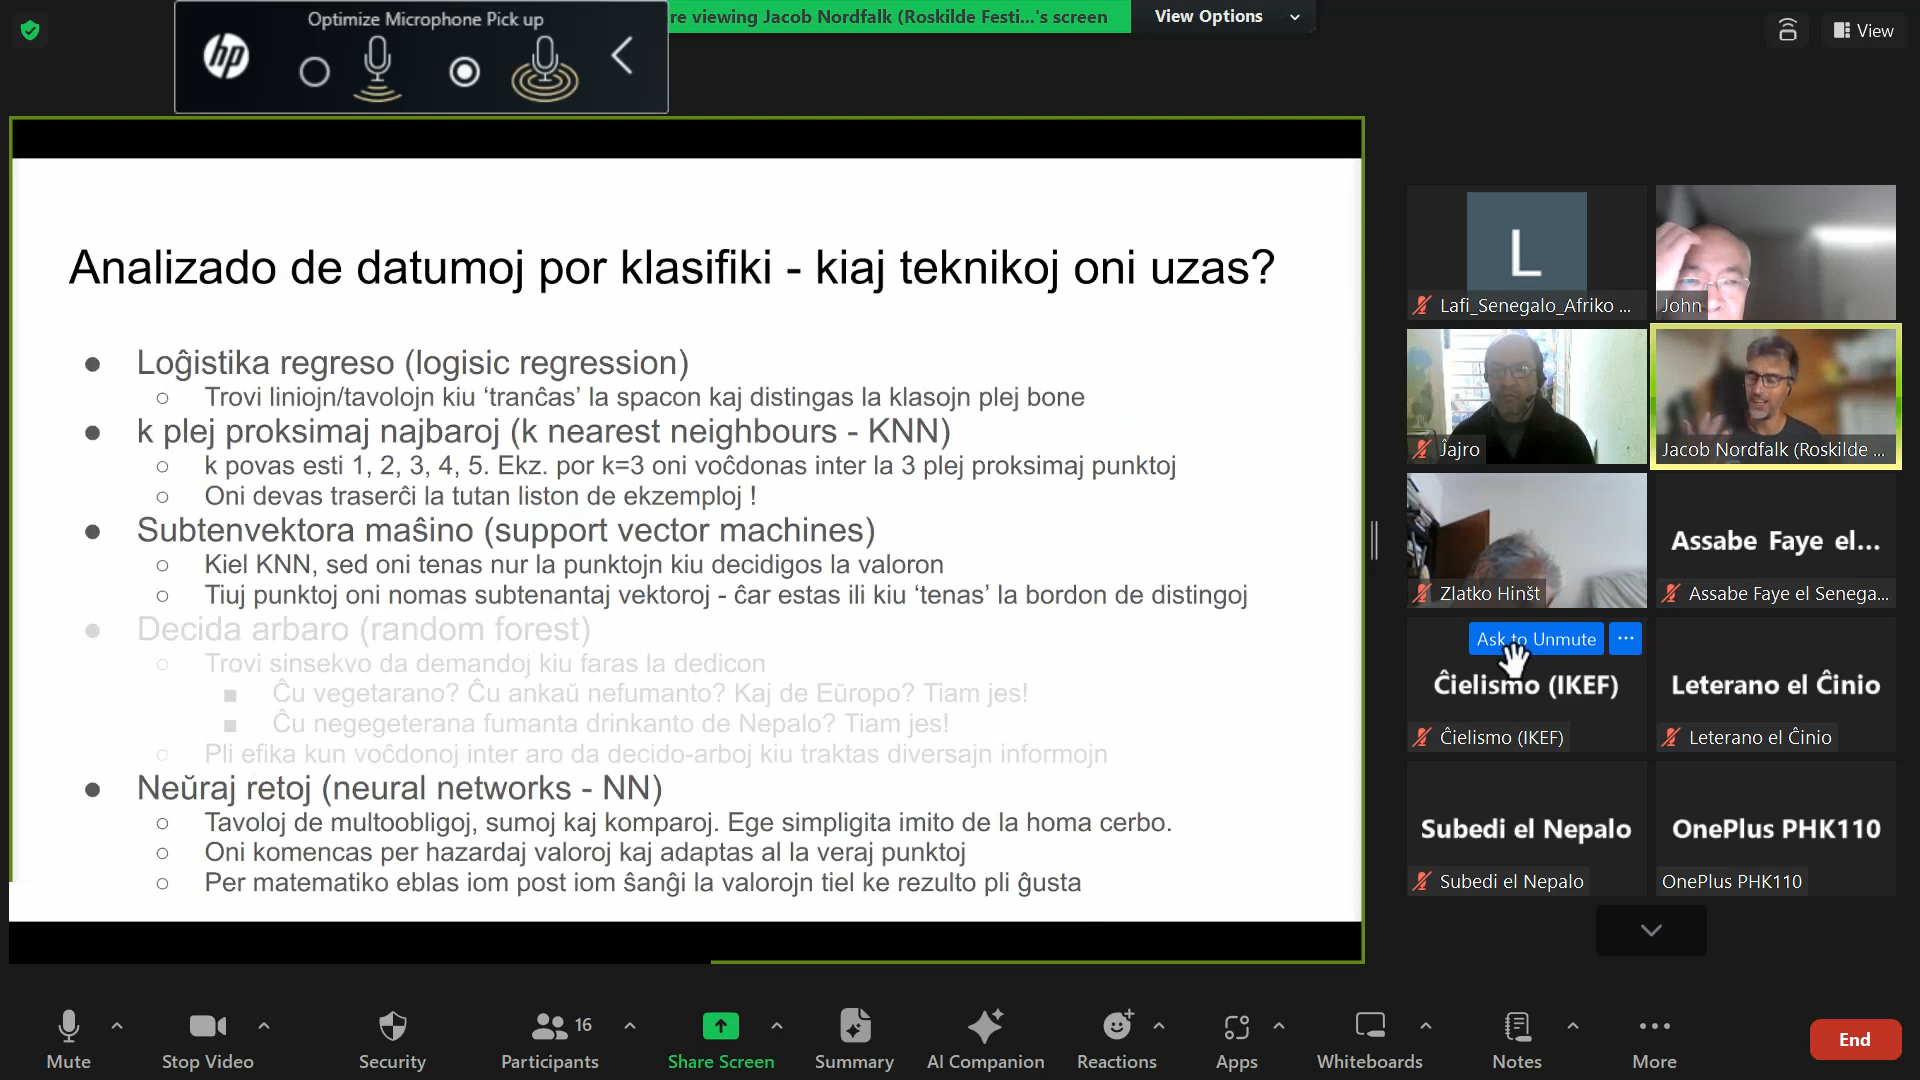 Optimize Microphone Pick up
hp
re viewing Jacob Nordfalk (Roskilde Festi...'s screen
View Options
View
Analizado de datumoj por klasifiki - kiaj teknikoj oni uzas?
● Loĝistika regreso (logisic regression)
○ Trovi liniojn/tavolojn kiu ‘tranĉas’ la spacon kaj distingas la klasojn plej bone
● k plej proksimaj najbaroj (k nearest neighbours - KNN)
○ k povas esti 1, 2, 3, 4, 5. Ekz. por k=3 oni voĉdonas inter la 3 plej proksimaj punktoj
○ Oni devas traserĉi la tutan liston de ekzemploj !
● Subtenvektora maŝino (support vector machines)
○ Kiel KNN, sed oni tenas nur la punktojn kiu decidigos la valoron
○ Tiuj punktoj oni nomas subtenantaj vektoroj - ĉar estas ili kiu ‘tenas’ la bordon de distingoj
● Decida arbaro (random forest)
○ Trovi sinsekvo da demandoj kiu faras la dedicon
■ Ĉu vegetarano? Ĉu ankaŭ nefumanto? Kaj de Eŭropo? Tiam jes!
■ Ĉu negegeterana fumanta drinkanto de Nepalo? Tiam jes!
○ Pli efika kun voĉdonoj inter aro da decido-arboj kiu traktas diversajn informojn
● Neŭraj retoj (neural networks - NN)
○ Tavoloj de multoobligoj, sumoj kaj komparoj. Ege simpligita imito de la homa cerbo.
○ Oni komencas per hazardaj valoroj kaj adaptas al la veraj punktoj
○ Per matematiko eblas iom post iom ŝanĝi la valorojn tiel ke rezulto pli ĝusta
L
Lafi_Senegalo_Afriko ...
John
Ĵajro
Jacob Nordfalk (Roskilde ...
Zlatko Hinšt
Assabe Faye el...
Assabe Faye el Senega...
Ask to Unmute
...
Ĉielismo (IKEF)
Ĉielismo (IKEF)
Leterano el Ĉinio
Leterano el Ĉinio
Subedi el Nepalo
Subedi el Nepalo
OnePlus PHK110
OnePlus PHK110
Mute
Stop Video
Security
16
Participants
Share Screen
Summary
AI Companion
Reactions
Apps
Whiteboards
Notes
More
End